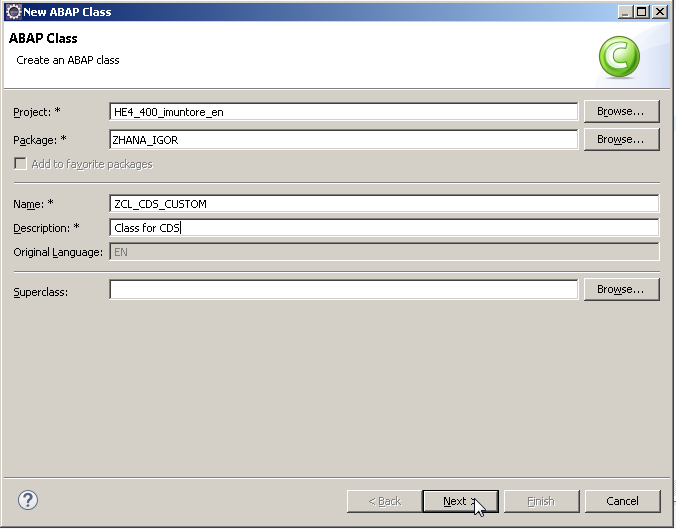 New ABAP Class
ABAP Class
Create an ABAP class
C
Project: * HE4_400_imuntore_en Browse...
Package: * ZHANA_IGOR Browse...
Add to favorite packages
Name: * ZCL_CDS_CUSTOM
Description: * Class for CDS
Original Language: EN
Superclass: Browse...
? < Back Next > Finish Cancel